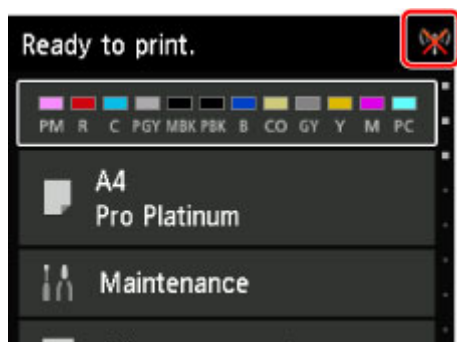 Ready to print.
PM R C PGY MBK PBK B CO GY Y M PC
A4
Pro Platinum
Maintenance